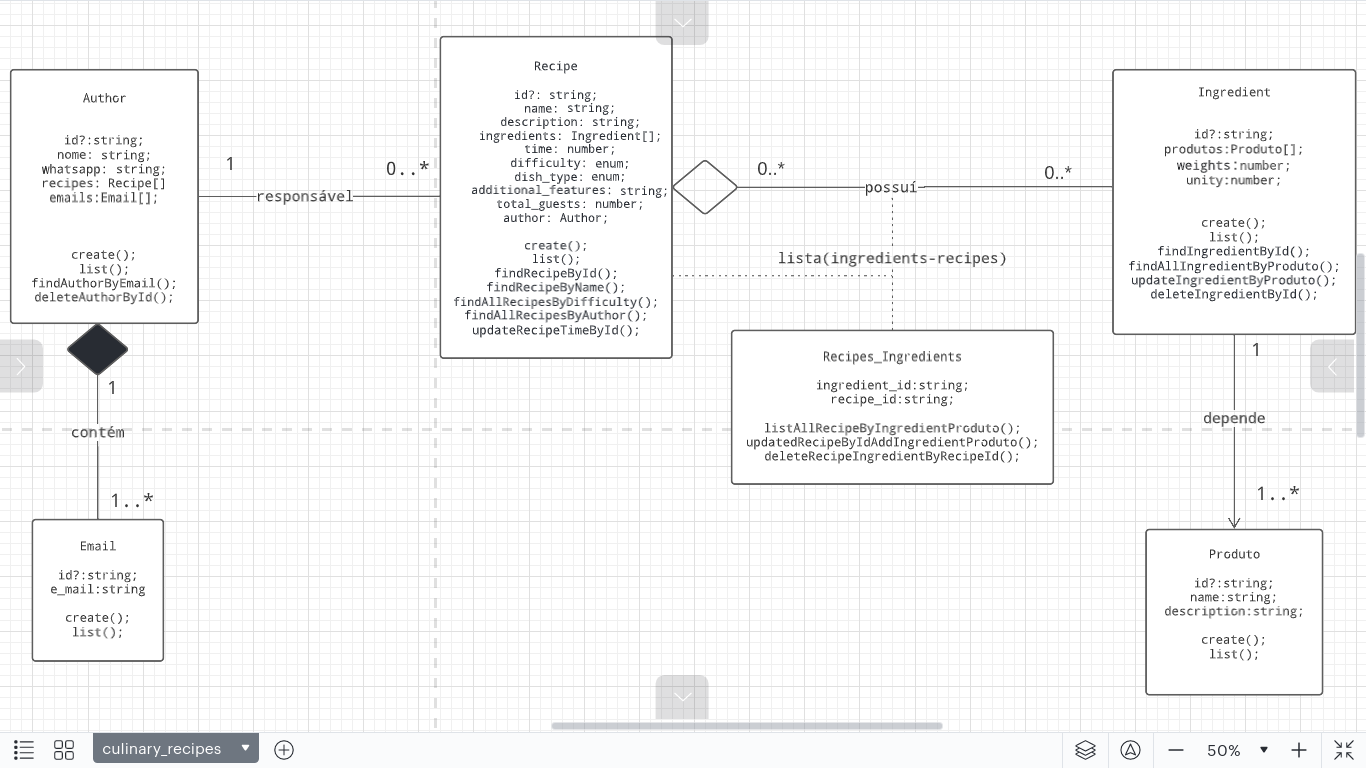 Author
id?:string;
nome: string;
whatsapp: string;
recipes: Recipe[]
emails:Email[];
create();
list();
findAuthorByEmail();
deleteAuthorById();
1
responsável
0..*
Recipe
id?: string;
name: string;
description: string;
ingredients: Ingredient[];
time: number;
difficulty: enum;
dish_type: enum;
additional_features: string;
total_guests: number;
author: Author;
create();
list();
findRecipeById();
findRecipeByName();
findAllRecipesByDifficulty();
findAllRecipesByAuthor();
updateRecipeTimeById();
0..*
possuí
0..*
lista(ingredients-recipes)
Ingredient
id?:string;
produtos:Produto[];
weights:number;
unity:number;
create();
list();
findIngredientById();
findAllIngredientByProduto();
updateIngredientByProduto();
deleteIngredientById();
Recipes_Ingredients
ingredient_id:string;
recipe_id:string;
listAllRecipeByIngredientProduto();
updatedRecipeByIdAddIngredientProduto();
deleteRecipeIngredientByRecipeId();
1
contém
1..*
Email
id?:string;
e_mail:string
create();
list();
1
depende
1..*
Produto
id?:string;
name:string;
description:string;
create();
list();
culinary_recipes
50%